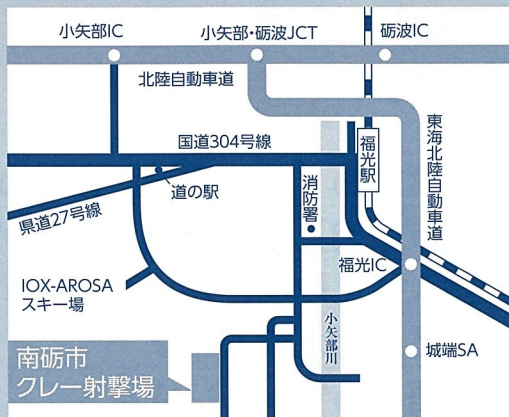 小矢部IC
小矢部・砺波JCT
砺波IC
北陸自動車道
東海北陸自動車道
国道304号線
福光駅
道の駅
消防署
県道27号線
福光IC
IOX-AROSA
スキー場
小矢部川
城端SA
南砺市
クレー射撃場